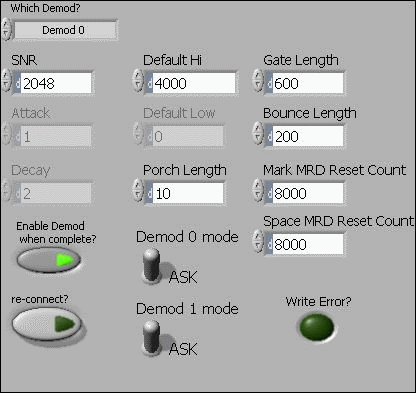 Which Demod?
Demod 0
SNR
2048
Default Hi
4000
Gate Length
600
Attack
1
Default Low
0
Bounce Length
200
Decay
2
Porch Length
10
Mark MRD Reset Count
8000
Enable Demod
when complete?
Demod 0 mode
ASK
Space MRD Reset Count
8000
re-connect?
Demod 1 mode
ASK
Write Error?